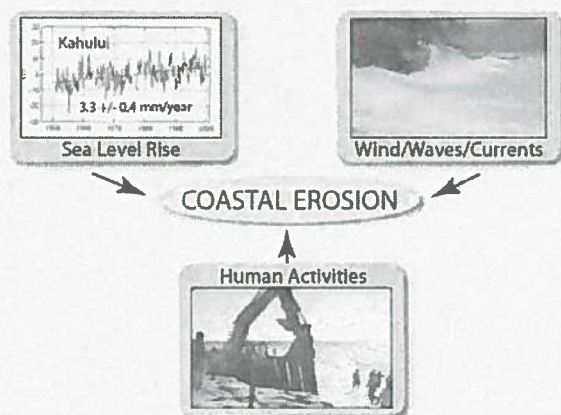 Kahului
3.3 +/- 0.4 mm/year
Sea Level Rise
Wind/Waves/Currents
COASTAL EROSION
Human Activities